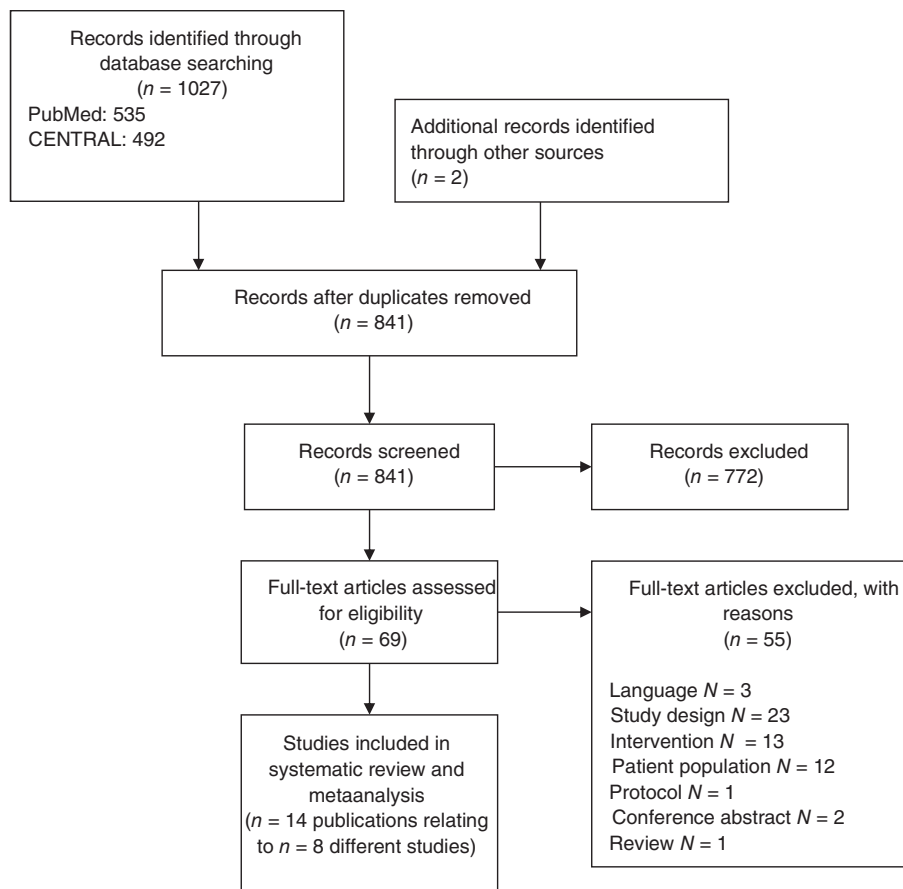 Records identified through
database searching
(n = 1027)
PubMed: 535
CENTRAL: 492
Additional records identified
through other sources
(n = 2)
Records after duplicates removed
(n = 841)
Records screened
(n = 841)
Records excluded
(n = 772)
Full-text articles assessed
for eligibility
(n = 69)
Full-text articles excluded, with
reasons
(n = 55)
Language N = 3
Study design N = 23
Intervention N = 13
Patient population N = 12
Protocol N = 1
Conference abstract N = 2
Review N = 1
Studies included in
systematic review and
metaanalysis
(n = 14 publications relating
to n = 8 different studies)